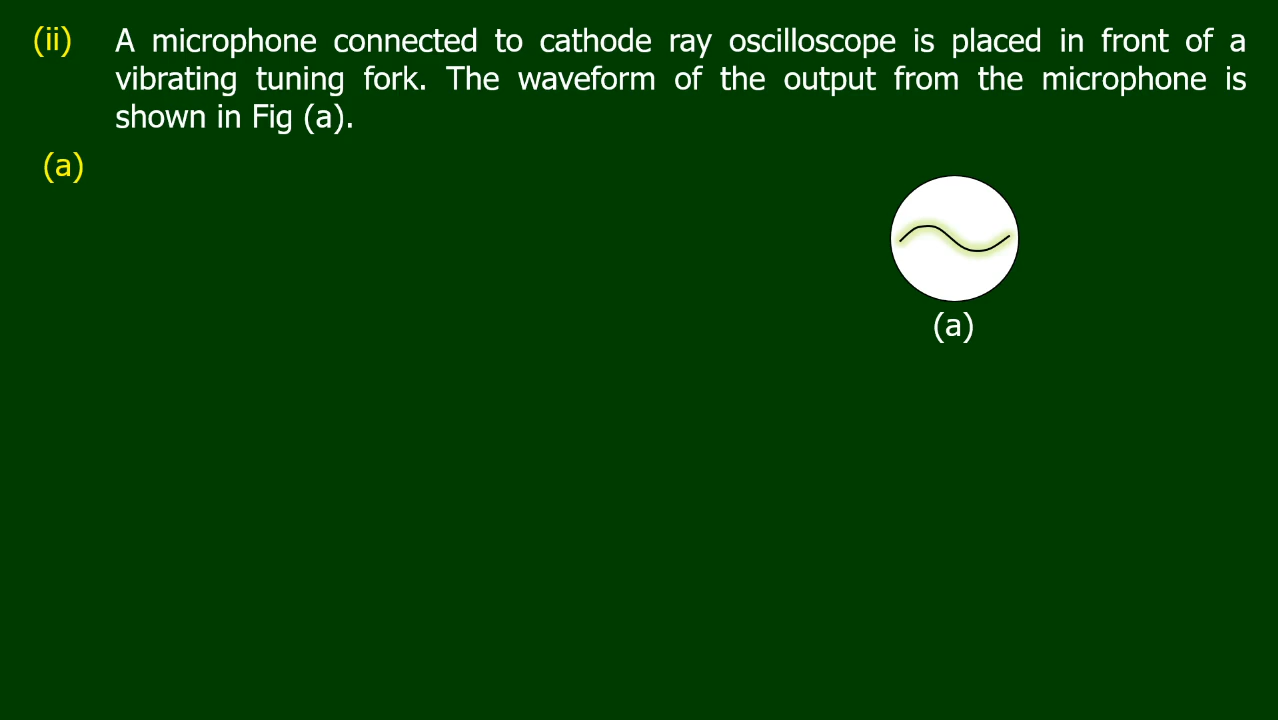 (ii) A microphone connected to cathode ray oscilloscope is placed in front of a
vibrating tuning fork. The waveform of the output from the microphone is
shown in Fig (a).
(a)
(a)